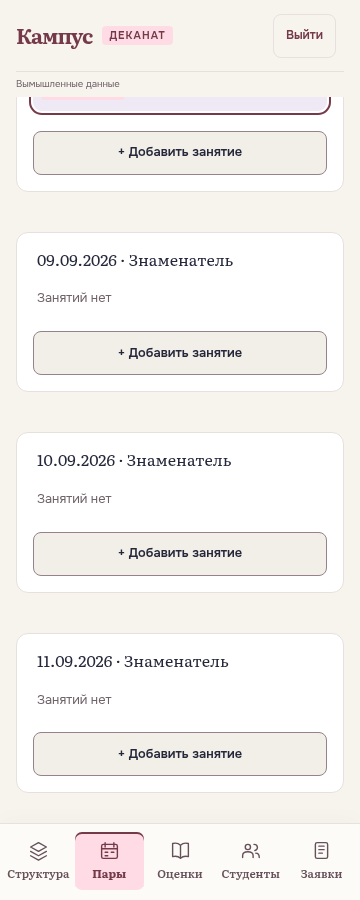 Кампус
ДЕКАНАТ
Выйти
Вымышленные данные
+ Добавить занятие
09.09.2026 · Знаменатель
Занятий нет
+ Добавить занятие
10.09.2026 · Знаменатель
Занятий нет
+ Добавить занятие
11.09.2026 · Знаменатель
Занятий нет
+ Добавить занятие
Структура
Пары
Оценки
Студенты
Заявки